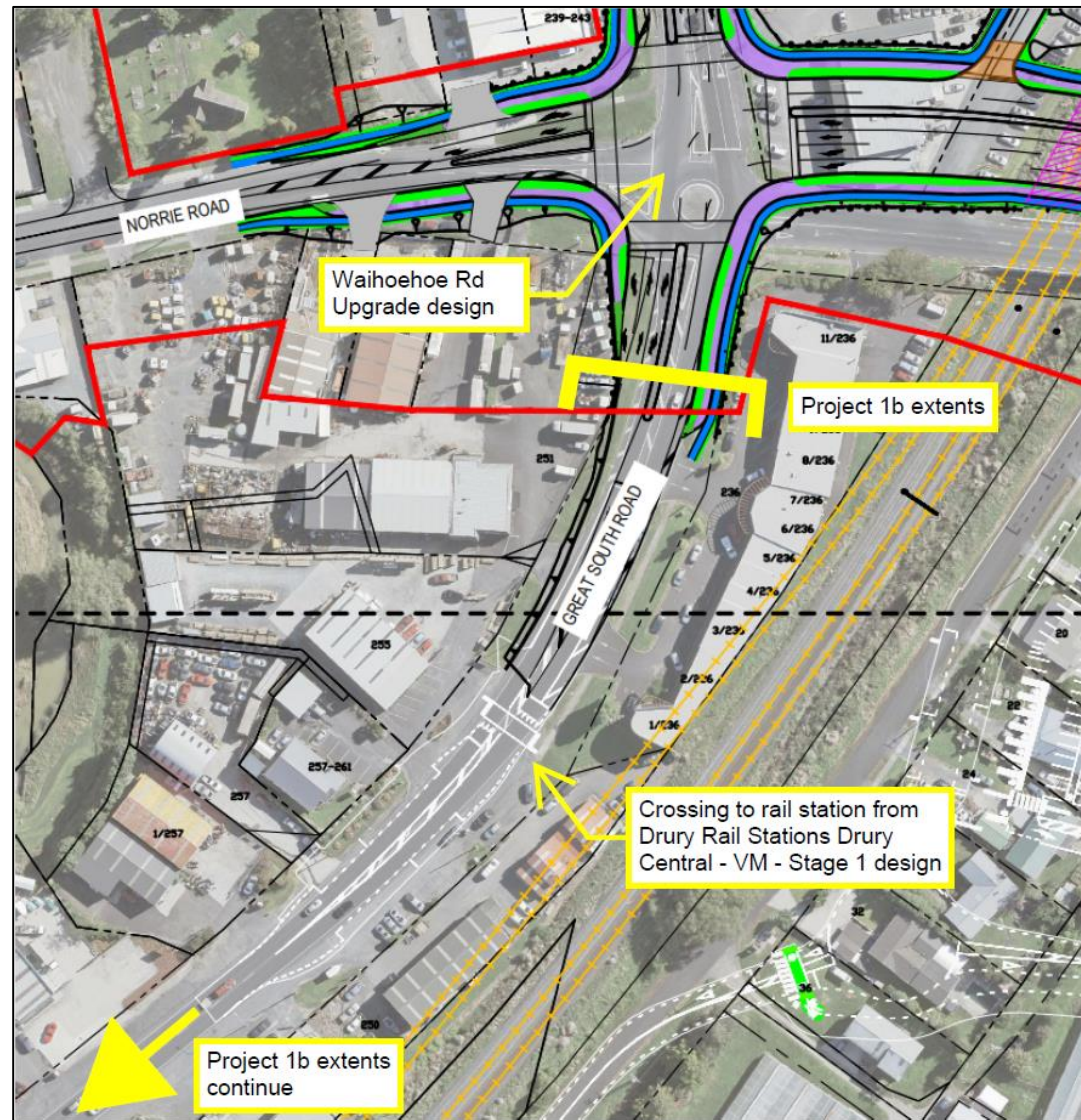 239-243
NORRIE ROAD
Waihoehoe Rd
Upgrade design
11/236
Project 1b extents
8/236
251
236
7/236
6/236
5/236
4/236
GREAT SOUTH ROAD
3/236
255
20
2/236
22
1/236
257-261
24
257
Crossing to rail station from
Drury Rail Stations Drury
Central - VM - Stage 1 design
1/257
32
36
250
Project 1b extents
continue